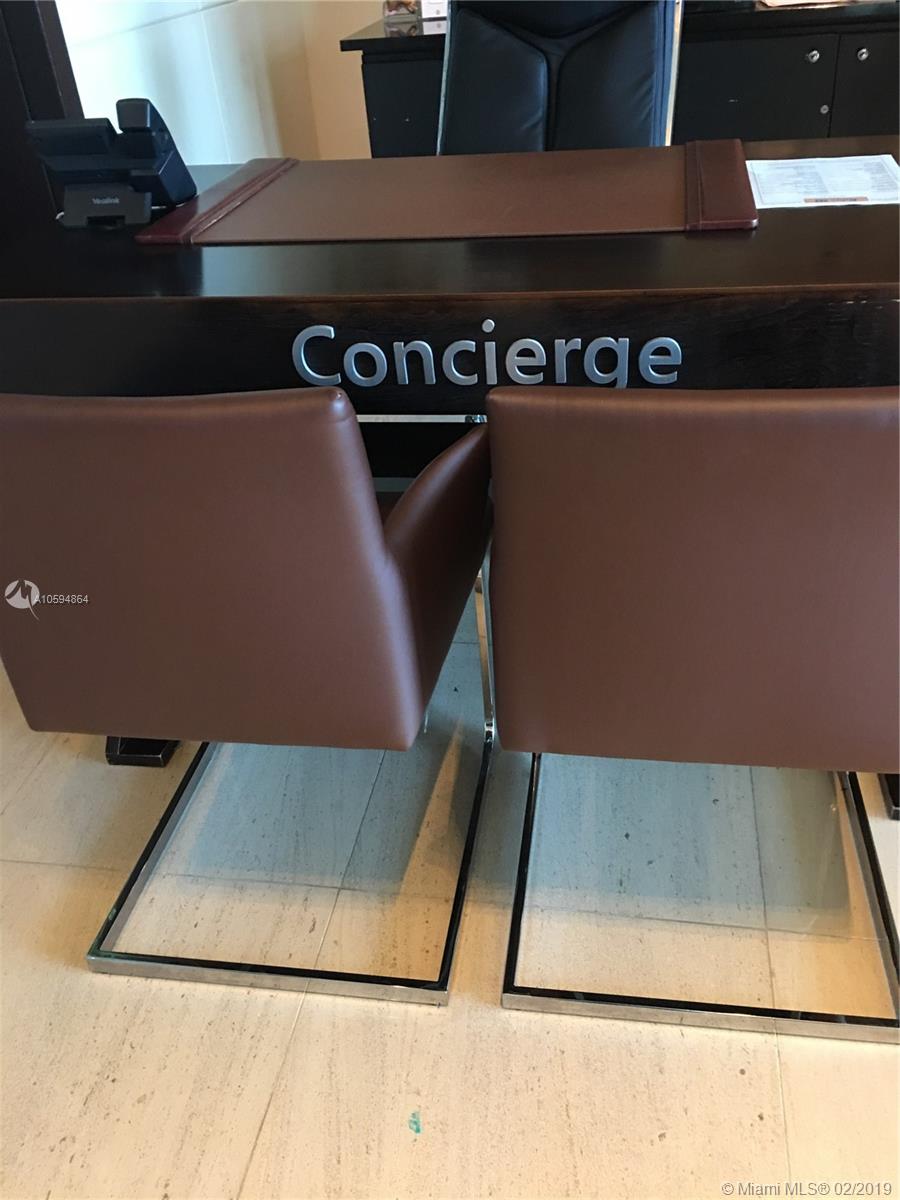 Yealink
Concierge
A10594864
© Miami MLS® 02/2019